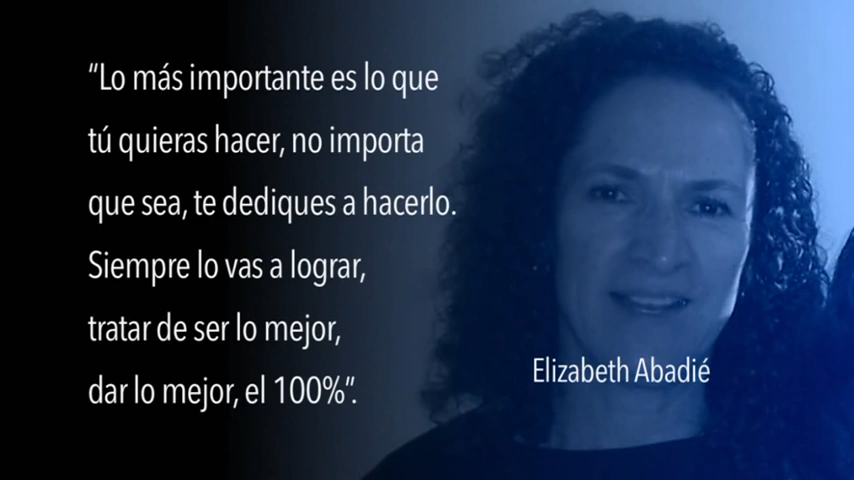 “Lo más importante es lo que
tú quieras hacer, no importa
que sea, te dediques a hacerlo.
Siempre lo vas a lograr,
tratar de ser lo mejor,
dar lo mejor, el 100%”.
Elizabeth Abadié